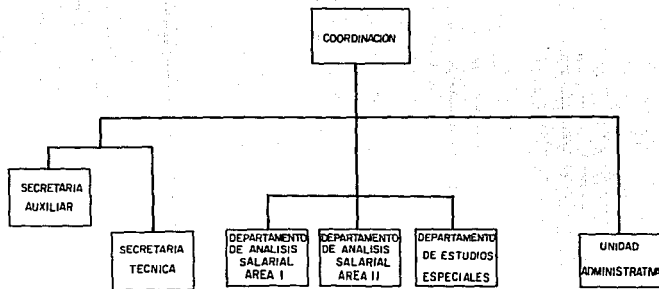 COORDINACION
SECRETARIA
AUXILIAR
SECRETARIA
TECNICA
DEPARTAMENTO
DE ANALISIS
SALARIAL
AREA I
DEPARTAMENTO
DE ANALISIS
SALARIAL
AREA II
DEPARTAMENTO
DE ESTUDIOS
ESPECIALES
UNIDAD
ADMINISTRATIVA